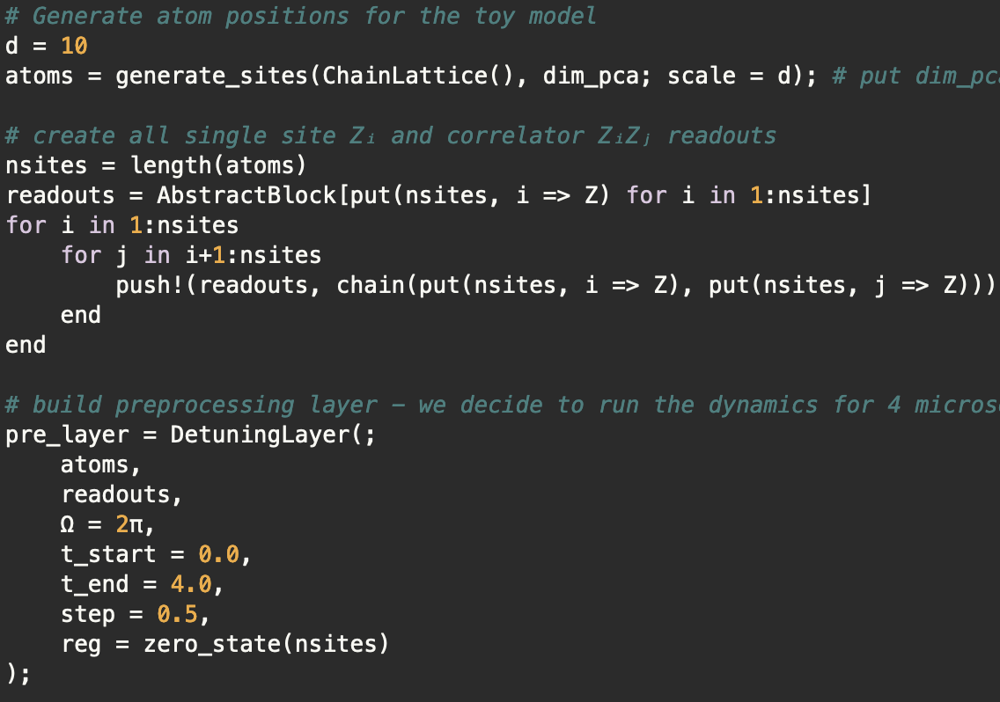 # Generate atom positions for the toy model
d = 10
atoms = generate_sites(ChainLattice(), dim_pca; scale = d); # put dim_pca
# create all single site Zᵢ and correlator ZᵢZⱼ readouts
nsites = length(atoms)
readouts = AbstractBlock[put(nsites, i => Z) for i in 1:nsites]
for i in 1:nsites
    for j in i+1:nsites
        push!(readouts, chain(put(nsites, i => Z), put(nsites, j => Z)))
    end
end
# build preprocessing layer – we decide to run the dynamics for 4 micros
pre_layer = DetuningLayer(;
    atoms,
    readouts,
    Ω = 2π,
    t_start = 0.0,
    t_end = 4.0,
    step = 0.5,
    reg = zero_state(nsites)
);